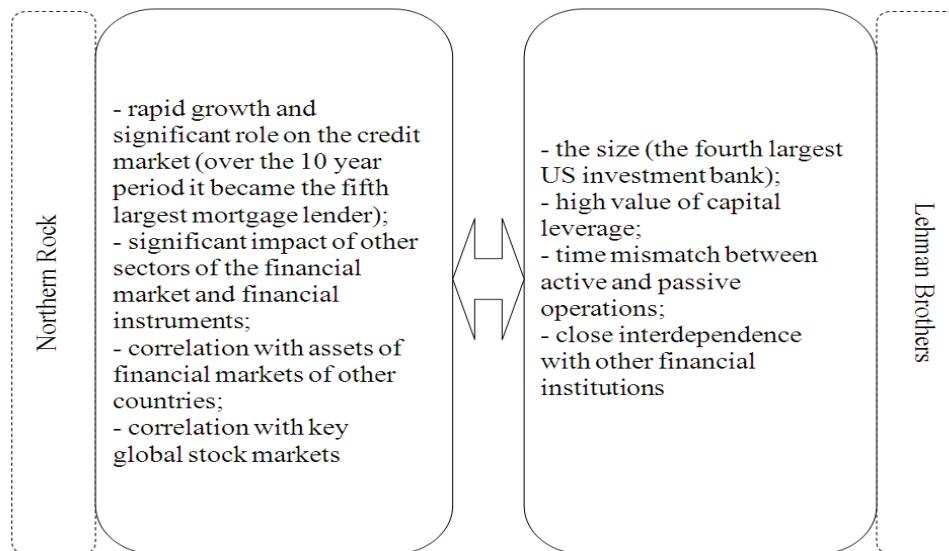 Northern Rock
- rapid growth and
significant role on the credit
market (over the 10 year
period it became the fifth
largest mortgage lender);
- significant impact of other
sectors of the financial
market and financial
instruments;
- correlation with assets of
financial markets of other
countries;
- correlation with key
global stock markets
- the size (the fourth largest
US investment bank);
- high value of capital
leverage;
- time mismatch between
active and passive
operations;
- close interdependence
with other financial
institutions
Lehman Brothers